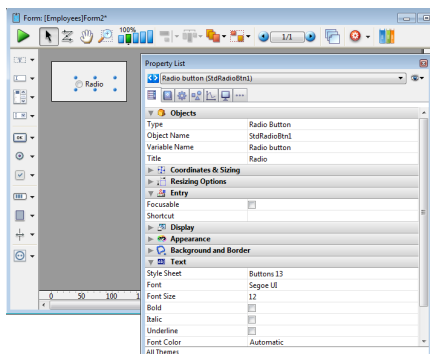 Form: [Employees]Form2*
100%
1/1
Radio
OK
0 50 100 1
Property List
Radio button (StdRadioBtn1)
Objects
Type Radio Button
Object Name StdRadioBtn1
Variable Name Radio button
Title Radio
Coordinates & Sizing
Resizing Options
Entry
Focusable
Shortcut
Display
Appearance
Background and Border
Text
Style Sheet Buttons 13
Font Segoe UI
Font Size 12
Bold
Italic
Underline
Font Color Automatic
All Themes